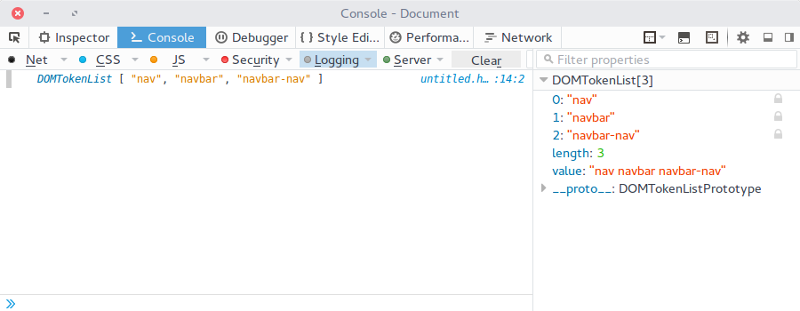 Console - Document
Inspector Console Debugger { } Style Edi... Performa... Network
Net CSS JS Security Logging Server Clear
Filter properties
DOMTokenList [ "nav", "navbar", "navbar-nav" ] untitled.h... :14:2
DOMTokenList[3]
0: "nav"
1: "navbar"
2: "navbar-nav"
length: 3
value: "nav navbar navbar-nav"
__proto__: DOMTokenListPrototype